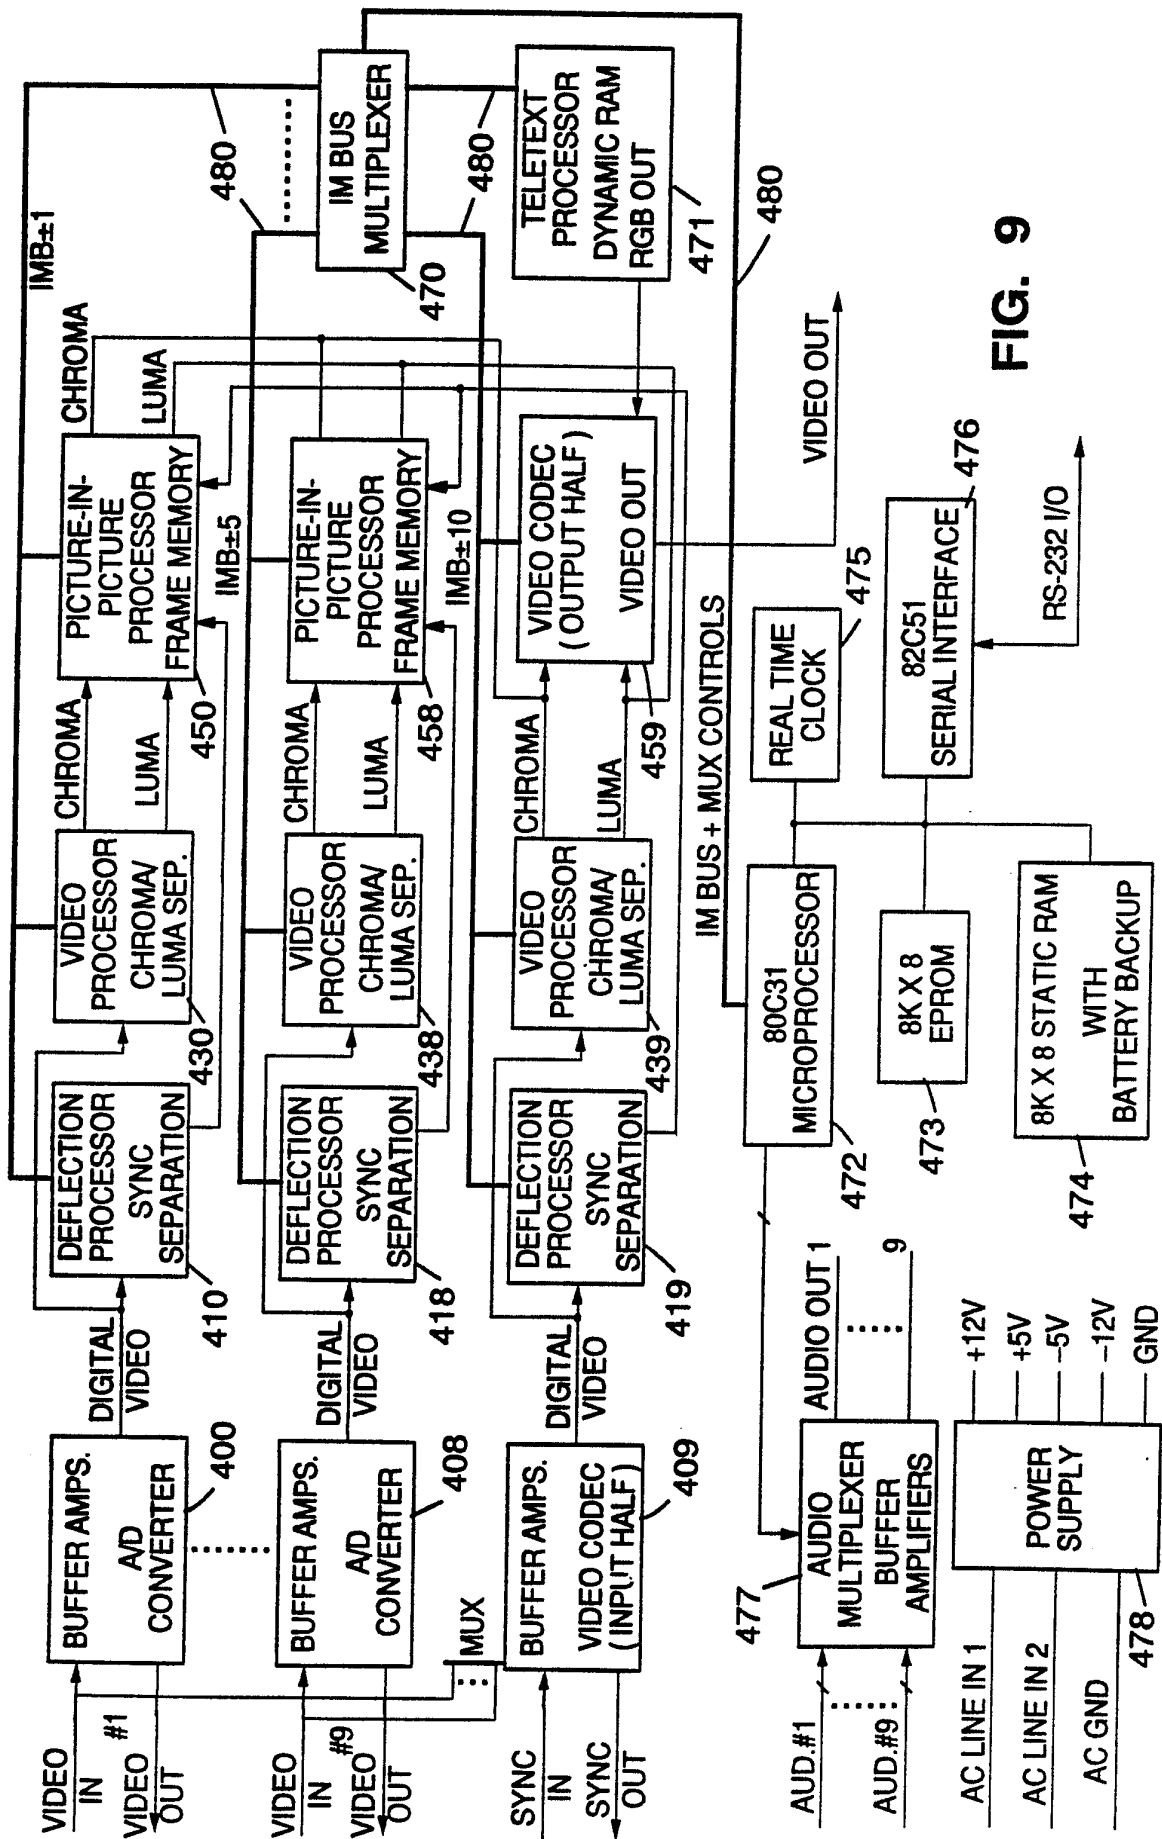 VIDEO
IN
#1
VIDEO
OUT
BUFFER AMPS.
A/D
CONVERTER
400
DIGITAL
VIDEO
DEFLECTION
PROCESSOR
SYNC
SEPARATION
410
VIDEO
PROCESSOR
CHROMA/
LUMA SEP.
430
CHROMA
LUMA
PICTURE-IN-
PICTURE
PROCESSOR
FRAME MEMORY
450
CHROMA
LUMA
IMB±1
480
VIDEO
IN
#9
VIDEO
OUT
BUFFER AMPS.
A/D
CONVERTER
408
DIGITAL
VIDEO
DEFLECTION
PROCESSOR
SYNC
SEPARATION
418
VIDEO
PROCESSOR
CHROMA/
LUMA SEP.
438
CHROMA
LUMA
IMB±5
PICTURE-IN-
PICTURE
PROCESSOR
FRAME MEMORY
458
480
IM BUS
MULTIPLEXER
470
480
MUX
SYNC
IN
SYNC
OUT
BUFFER AMPS.
VIDEO CODEC
(INPUT HALF)
409
DIGITAL
VIDEO
DEFLECTION
PROCESSOR
SYNC
SEPARATION
419
VIDEO
PROCESSOR
CHROMA/
LUMA SEP.
439
CHROMA
LUMA
IMB±10
VIDEO CODEC
(OUTPUT HALF)
VIDEO OUT
459
TELETEXT
PROCESSOR
DYNAMIC RAM
RGB OUT
471
480
IM BUS + MUX CONTROLS
VIDEO OUT
AUD.#1
AUD.#9
477
AUDIO
MULTIPLEXER
BUFFER
AMPLIFIERS
AUDIO OUT 1
9
80C31
MICROPROCESSOR
472
REAL TIME
CLOCK
475
8K X 8
EPROM
473
82C51
SERIAL INTERFACE
476
RS-232 I/O
8K X 8 STATIC RAM
WITH
BATTERY BACKUP
474
AC LINE IN 1
AC LINE IN 2
AC GND
478
POWER
SUPPLY
+12V
+5V
-5V
-12V
GND
FIG. 9